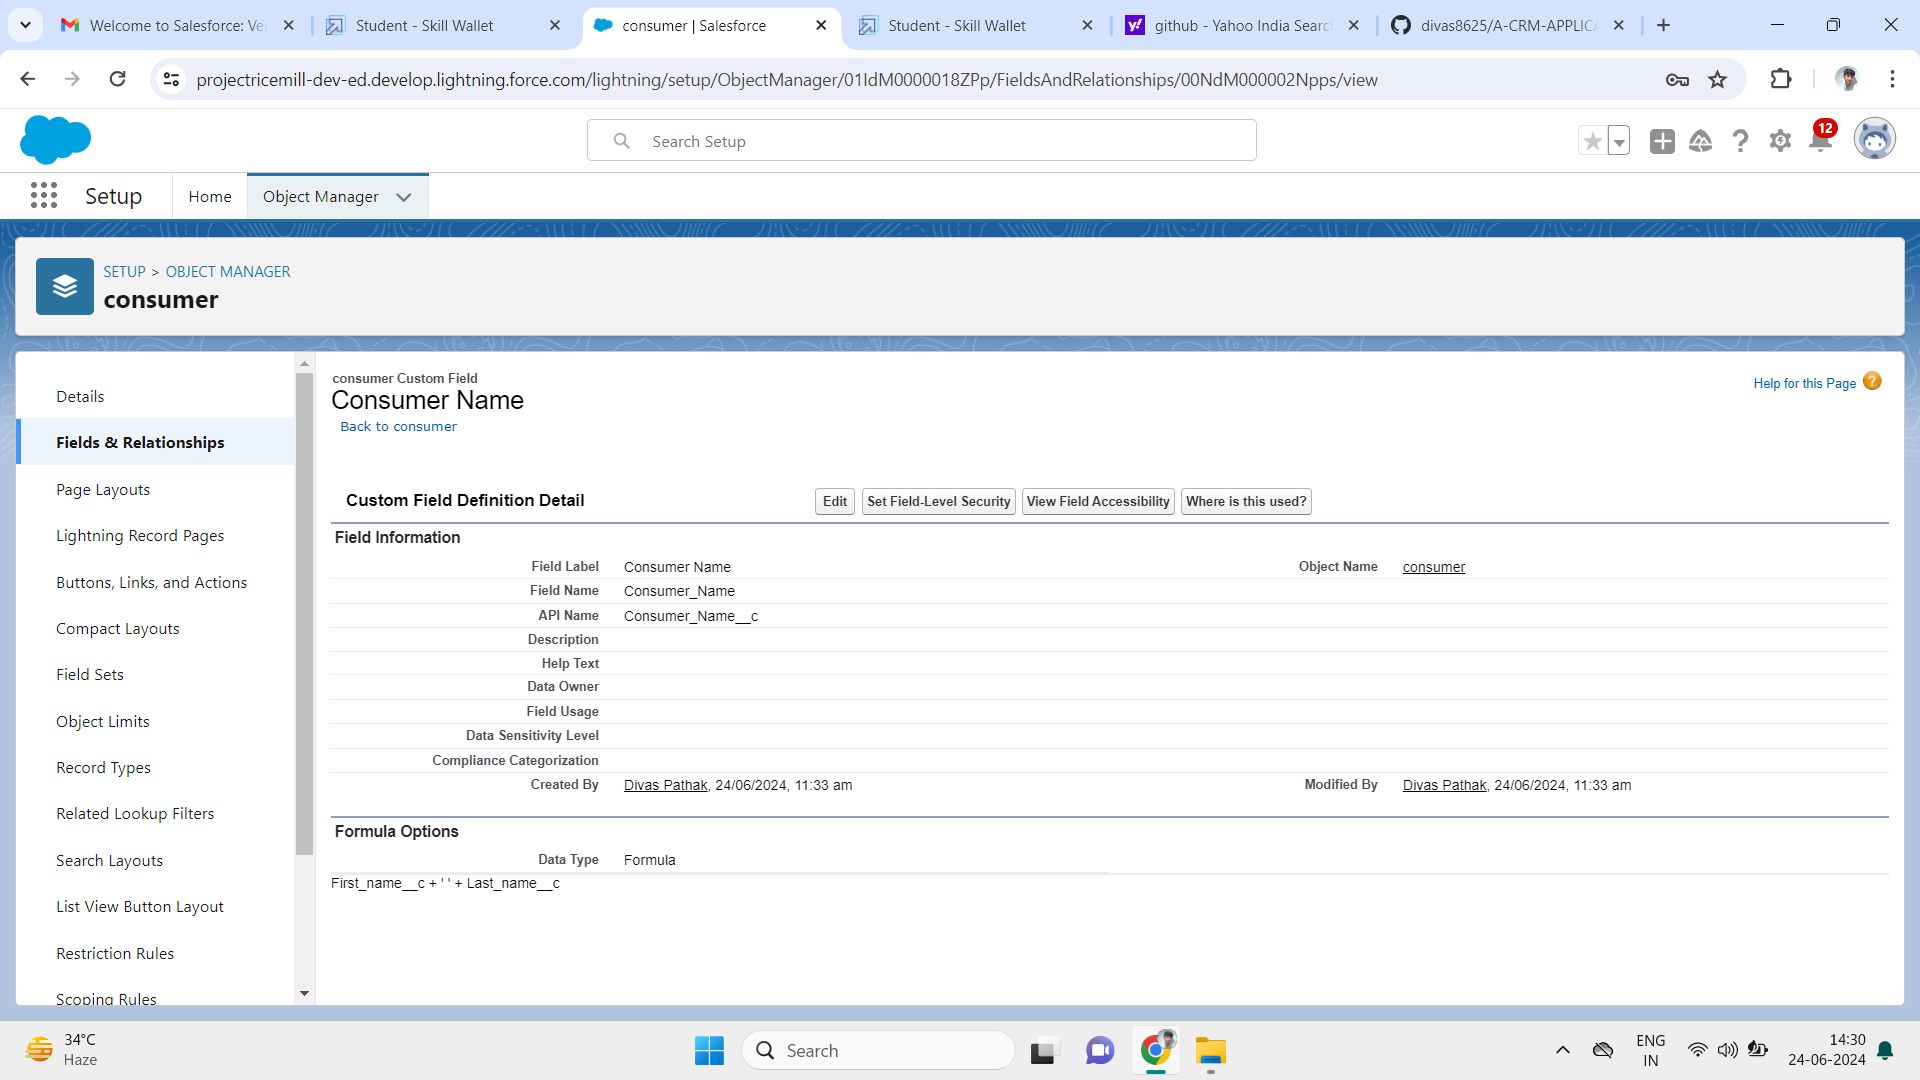 Welcome to Salesforce: Ver
Student - Skill Wallet
consumer | Salesforce
Student - Skill Wallet
github - Yahoo India Searc
divas8625/A-CRM-APPLICA
projectricemill-dev-ed.develop.lightning.force.com/lightning/setup/ObjectManager/01IdM0000018ZPp/FieldsAndRelationships/00NdM000002Npps/view
Search Setup
12
Setup
Home
Object Manager
SETUP > OBJECT MANAGER
consumer
Details
Fields & Relationships
Page Layouts
Lightning Record Pages
Buttons, Links, and Actions
Compact Layouts
Field Sets
Object Limits
Record Types
Related Lookup Filters
Search Layouts
List View Button Layout
Restriction Rules
Scoping Rules
consumer Custom Field
Consumer Name
Back to consumer
Help for this Page
Custom Field Definition Detail
Edit
Set Field-Level Security
View Field Accessibility
Where is this used?
Field Information
Field Label Consumer Name
Object Name consumer
Field Name Consumer_Name
API Name Consumer_Name__c
Description
Help Text
Data Owner
Field Usage
Data Sensitivity Level
Compliance Categorization
Created By Divas Pathak, 24/06/2024, 11:33 am
Modified By Divas Pathak, 24/06/2024, 11:33 am
Formula Options
Data Type Formula
First_name__c + ' ' + Last_name__c
34°C
Haze
Search
ENG
IN
14:30
24-06-2024